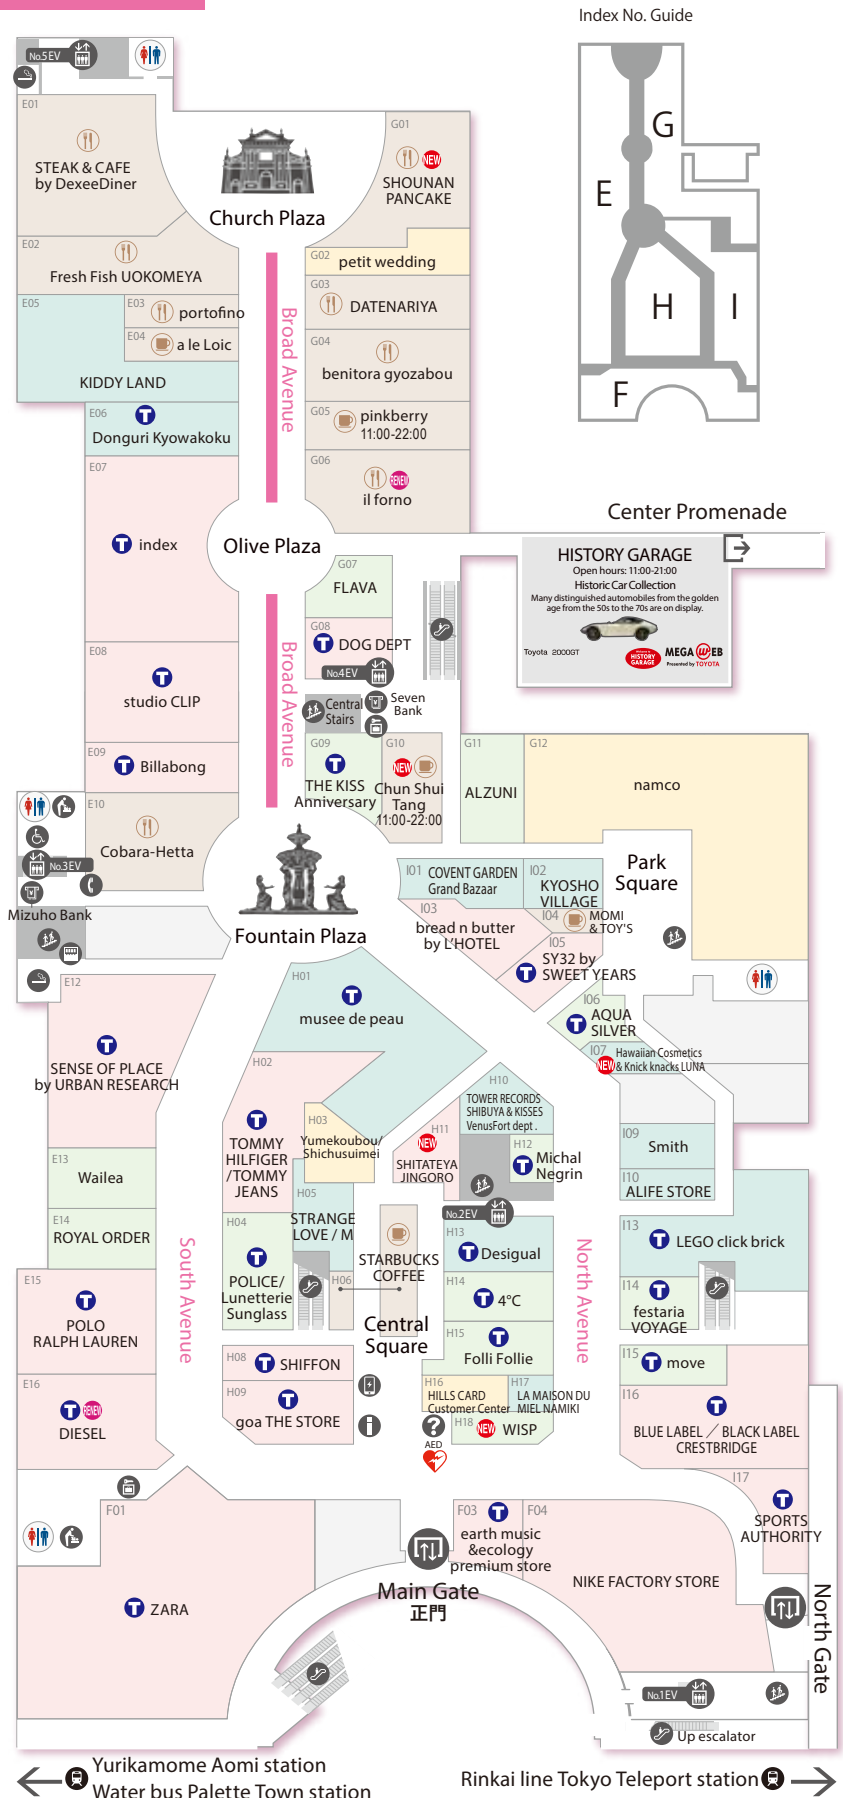 Index No. Guide
G
E
H
I
F
No.5EV
E01
STEAK & CAFE
by DexeeDiner
Church Plaza
G01
NEW
SHOUNAN
PANCAKE
E02
Fresh Fish UOKOMEYA
G02
petit wedding
E05
E03
portofino
E04
a le Loic
KIDDY LAND
Broad Avenue
G03
DATENARIYA
G04
benitora gyozabou
E06
T
Donguri Kyowakoku
G05
pinkberry
11:00-22:00
E07
T
index
G06
RENEW
il forno
Olive Plaza
Center Promenade
HISTORY GARAGE
Open hours: 11:00-21:00
Historic Car Collection
Many distinguished automobiles from the golden
age from the 50s to the 70s are on display.
Toyota 2000GT
HISTORY
GARAGE
MEGA WEB
Presented by TOYOTA
G07
FLAVA
G08
T
DOG DEPT
No.4EV
Broad Avenue
E08
T
studio CLIP
Central
Stairs
Seven
Bank
E09
T
Billabong
G09
T
THE KISS
Anniversary
G10
NEW
Chun Shui
Tang
11:00-22:00
G11
ALZUNI
G12
namco
E10
Cobara-Hetta
No.3EV
Mizuho Bank
Fountain Plaza
I01
COVENT GARDEN
Grand Bazaar
I02
KYOSHO
VILLAGE
Park
Square
I03
bread n butter
by L'HOTEL
I04
MOMI
& TOY'S
I05
T
SY32 by
SWEET YEARS
E12
T
SENSE OF PLACE
by URBAN RESEARCH
H01
T
musee de peau
I06
T
AQUA
SILVER
I07
NEW
Hawaiian Cosmetics
& Knick knacks LUNA
H02
T
TOMMY
HILFIGER
/TOMMY
JEANS
H03
Yumekoubou/
Shichusuimei
H10
TOWER RECORDS
SHIBUYA & KISSES
VenusFort dept .
H11
NEW
SHITATEYA
JINGORO
H12
T
Michal
Negrin
I09
Smith
I10
ALIFE STORE
E13
Wailea
E14
ROYAL ORDER
H05
STRANGE
LOVE / M
No.2EV
H04
T
POLICE/
Lunetterie
Sunglass
STARBUCKS
COFFEE
H06
H13
T
Desigual
I13
T
LEGO click brick
South Avenue
North Avenue
E15
T
POLO
RALPH LAUREN
H14
T
4°C
I14
T
festaria
VOYAGE
Central
Square
H15
T
Folli Follie
H08
T
SHIFFON
I15
T
move
E16
T
RENEW
DIESEL
H09
T
goa THE STORE
H16
HILLS CARD
Customer Center
H17
LA MAISON DU
MIEL NAMIKI
I16
T
BLUE LABEL / BLACK LABEL
CRESTBRIDGE
H18
NEW
WISP
AED
I17
T
SPORTS
AUTHORITY
F01
T
ZARA
F03
T
earth music
&ecology
premium store
F04
NIKE FACTORY STORE
Main Gate
正門
North Gate
No.1EV
Up escalator
Yurikamome Aomi station
Water bus Palette Town station
Rinkai line Tokyo Teleport station